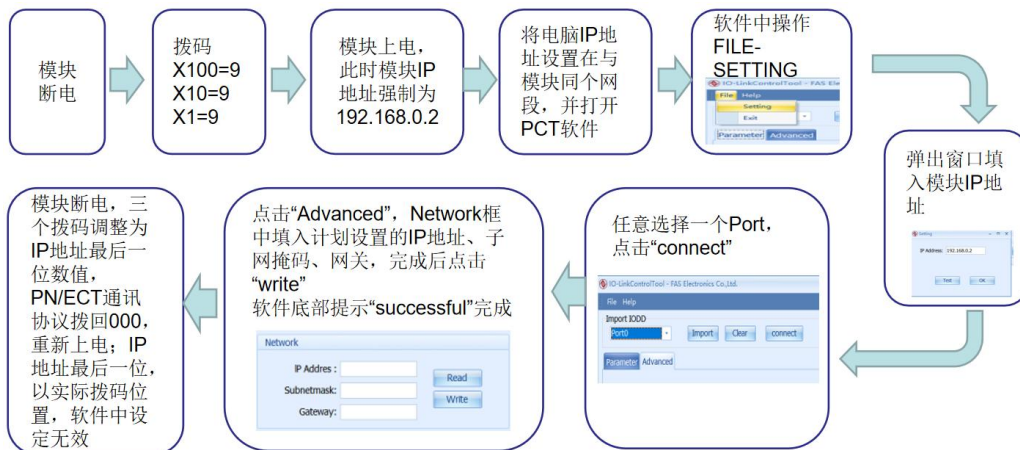 模块
断电
拨码
X100=9
X10=9
X1=9
模块上电，
此时模块IP
地址强制为
192.168.0.2
将电脑IP地
址设置在与
模块同个网
段，并打开
PCT软件
软件中操作
FILE-
SETTING
IO-LinkControlTool - FAS Ele
File Help
Setting
Exit
Parameter Advanced
弹出窗口填
入模块IP地
址
Setting
IP Address: 192.168.0.2
Test OK
任意选择一个Port，
点击“connect”
IO-LinkControlTool - FAS Electronics Co.,Ltd.
File Help
Import IODD
Port0 Import Clear connect
Parameter Advanced
点击“Advanced”，Network框
中填入计划设置的IP地址、子
网掩码、网关，完成后点击
“write”
软件底部提示“successful”完成
Network
IP Addres :
Read
Subnetmask:
Write
Gateway:
模块断电，三
个拨码调整为
IP地址最后一
位数值，
PN/ECT通讯
协议拨回000，
重新上电；IP
地址最后一位，
以实际拨码位
置，软件中设
定无效